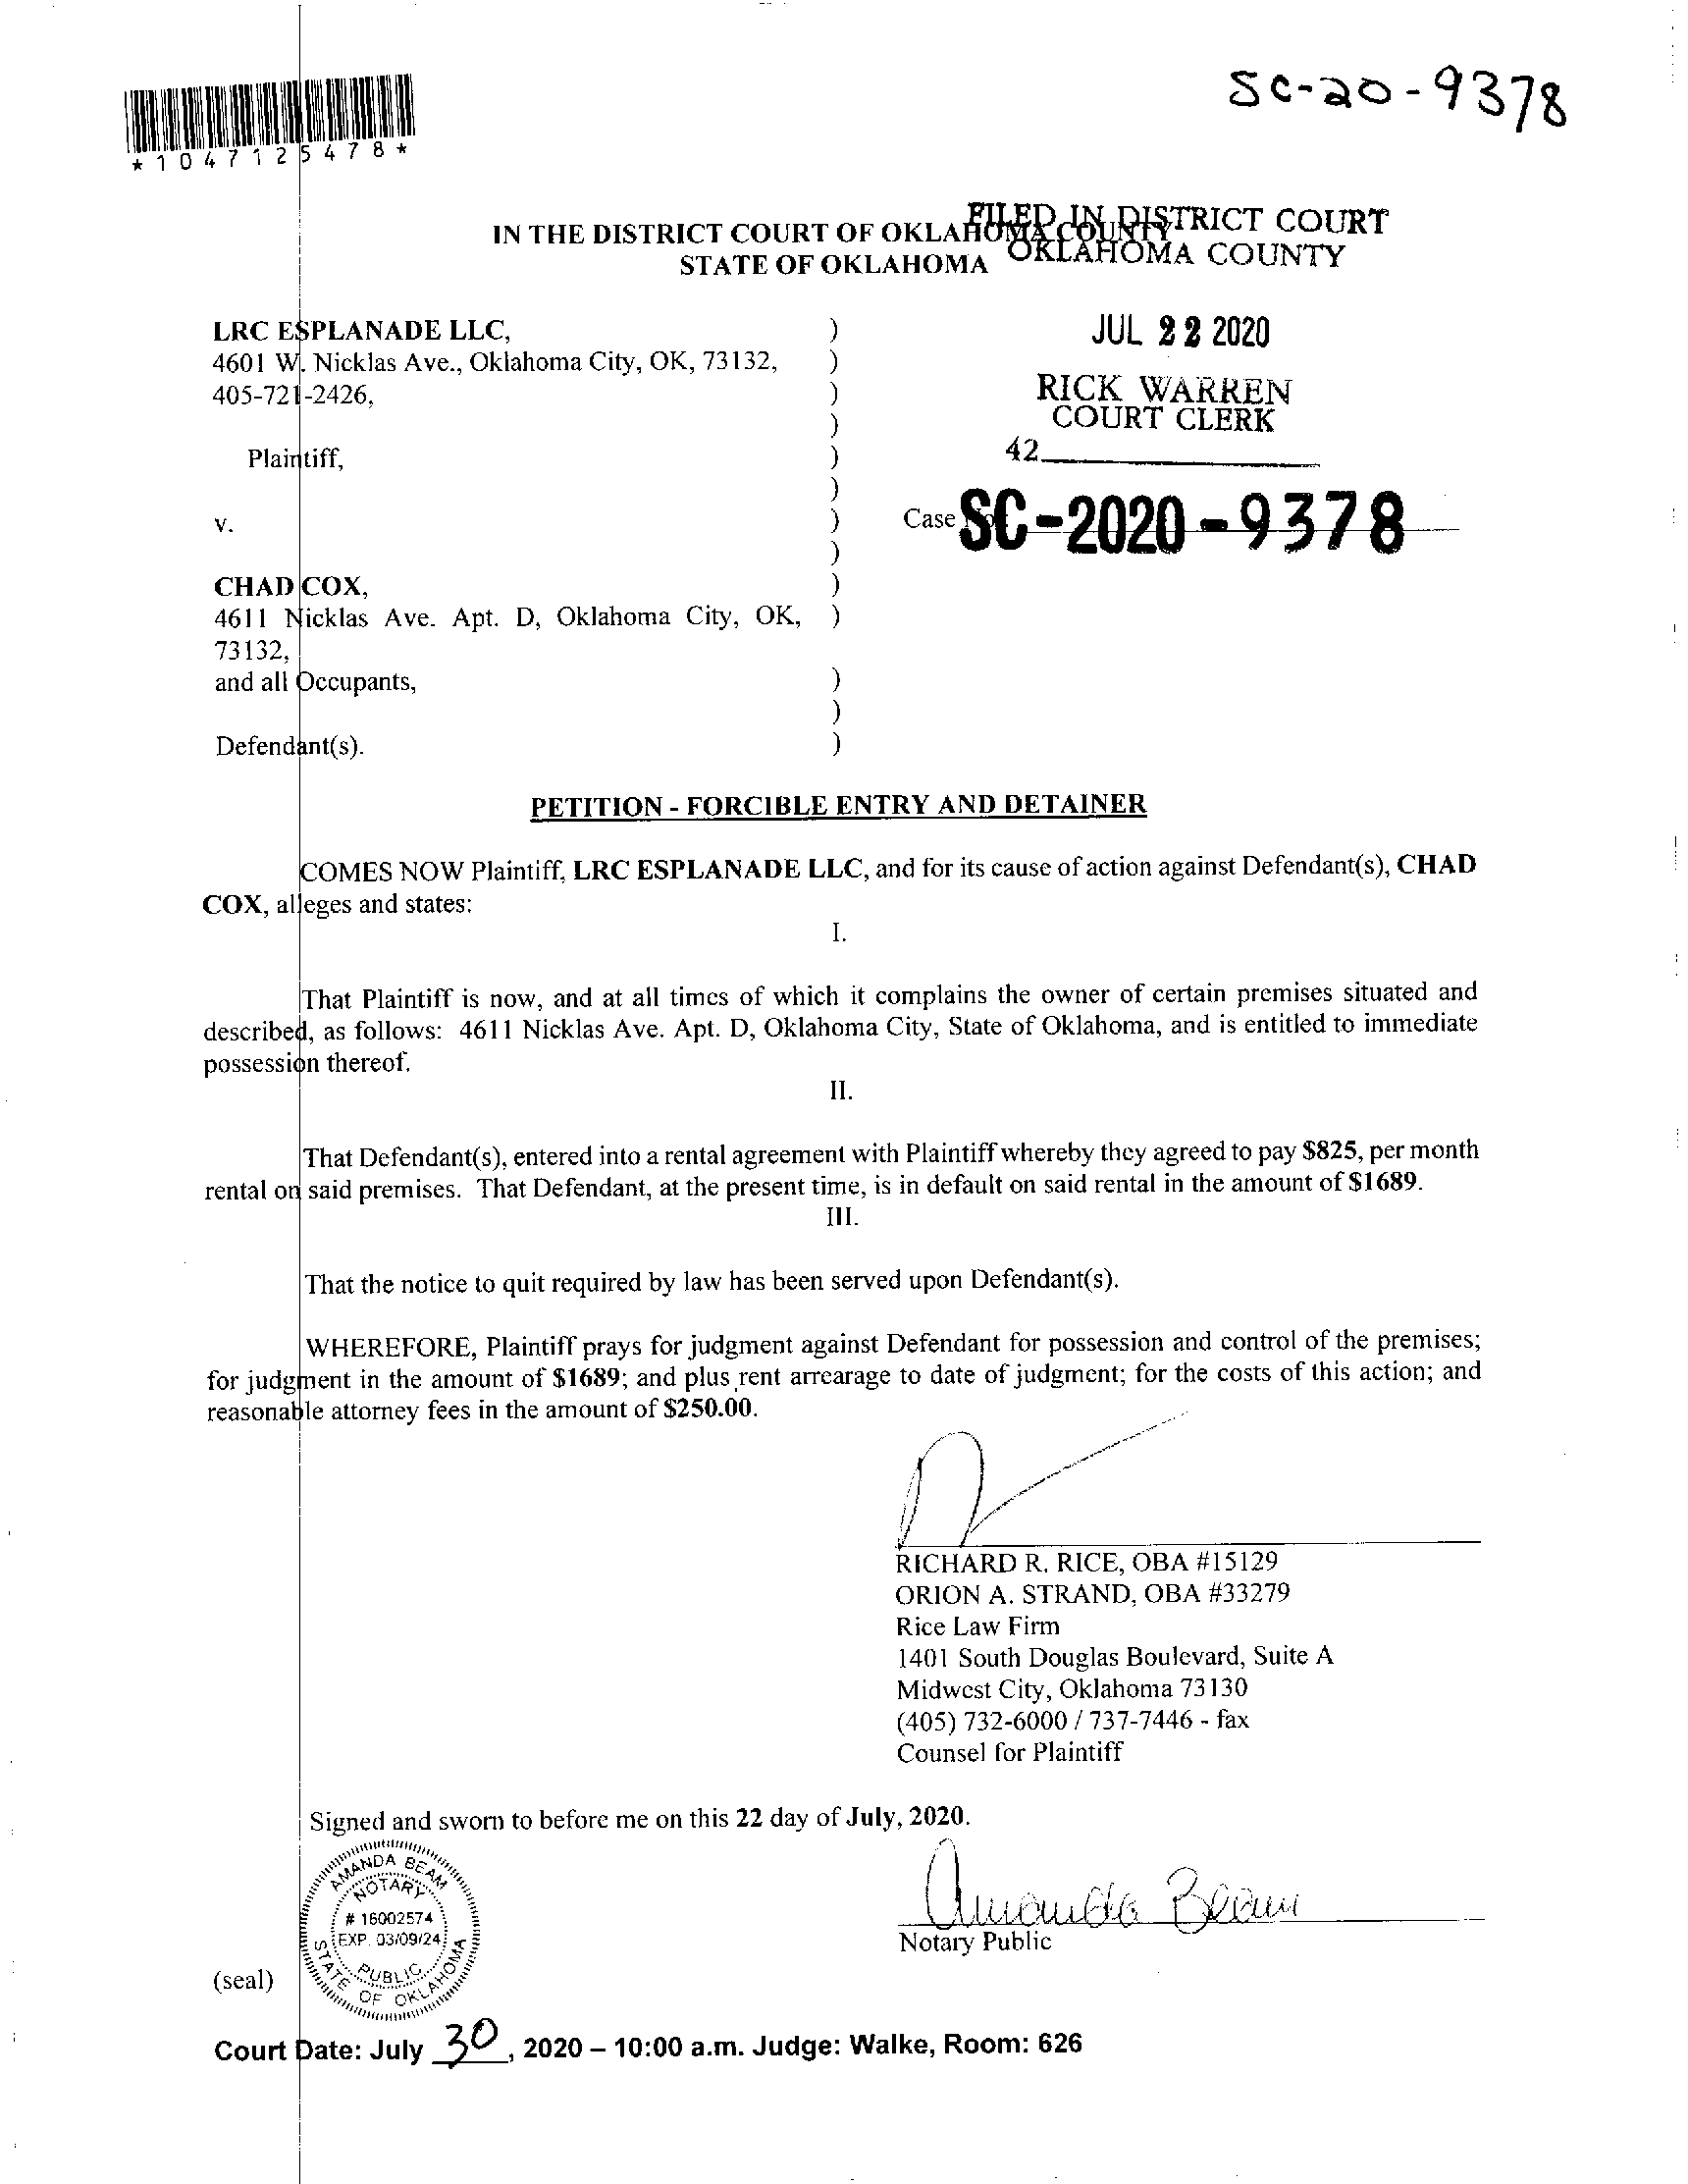 SC-20-9378
*1047125478*
IN THE DISTRICT COURT OF OKLAHOMA COUNTY
STATE OF OKLAHOMA
FILED IN DISTRICT COURT
OKLAHOMA COUNTY
JUL 22 2020
RICK WARREN
COURT CLERK
42
LRC ESPLANADE LLC, )
4601 W. Nicklas Ave., Oklahoma City, OK, 73132, )
405-721-2426, )
)
Plaintiff, )
)
v. ) Case No. SC-2020-9378
)
CHAD COX, )
4611 Nicklas Ave. Apt. D, Oklahoma City, OK, )
73132,
and all Occupants, )
)
Defendant(s). )
PETITION - FORCIBLE ENTRY AND DETAINER
COMES NOW Plaintiff, LRC ESPLANADE LLC, and for its cause of action against Defendant(s), CHAD
COX, alleges and states:
I.
That Plaintiff is now, and at all times of which it complains the owner of certain premises situated and
described, as follows: 4611 Nicklas Ave. Apt. D, Oklahoma City, State of Oklahoma, and is entitled to immediate
possession thereof.
II.
That Defendant(s), entered into a rental agreement with Plaintiff whereby they agreed to pay $825, per month
rental on said premises. That Defendant, at the present time, is in default on said rental in the amount of $1689.
III.
That the notice to quit required by law has been served upon Defendant(s).
WHEREFORE, Plaintiff prays for judgment against Defendant for possession and control of the premises;
for judgment in the amount of $1689; and plus rent arrearage to date of judgment; for the costs of this action; and
reasonable attorney fees in the amount of $250.00.
RICHARD R. RICE, OBA #15129
ORION A. STRAND, OBA #33279
Rice Law Firm
1401 South Douglas Boulevard, Suite A
Midwest City, Oklahoma 73130
(405) 732-6000 / 737-7446 - fax
Counsel for Plaintiff
Signed and sworn to before me on this 22 day of July, 2020.
AMANDA BEAM
NOTARY
# 16002574
EXP. 03/09/24
PUBLIC
STATE OF OKLAHOMA
Amanda Beam
Notary Public
(seal)
Court Date: July 30, 2020 – 10:00 a.m. Judge: Walke, Room: 626